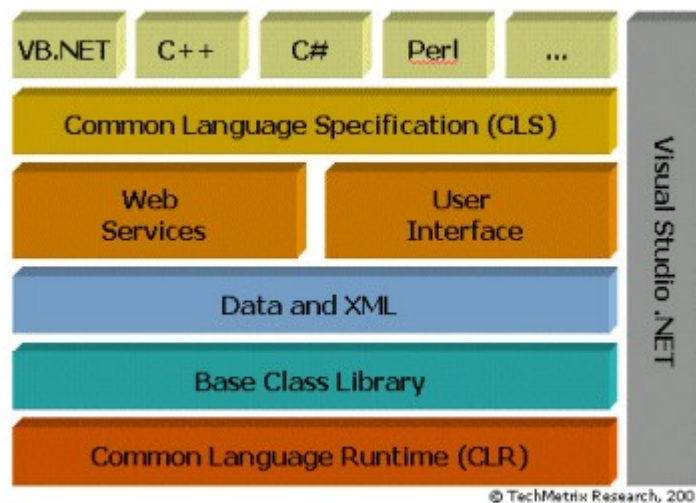 VB.NET
C++
C#
Perl
...
Common Language Specification (CLS)
Web
Services
User
Interface
Data and XML
Base Class Library
Common Language Runtime (CLR)
Visual Studio .NET
© TechMetrix Research, 200